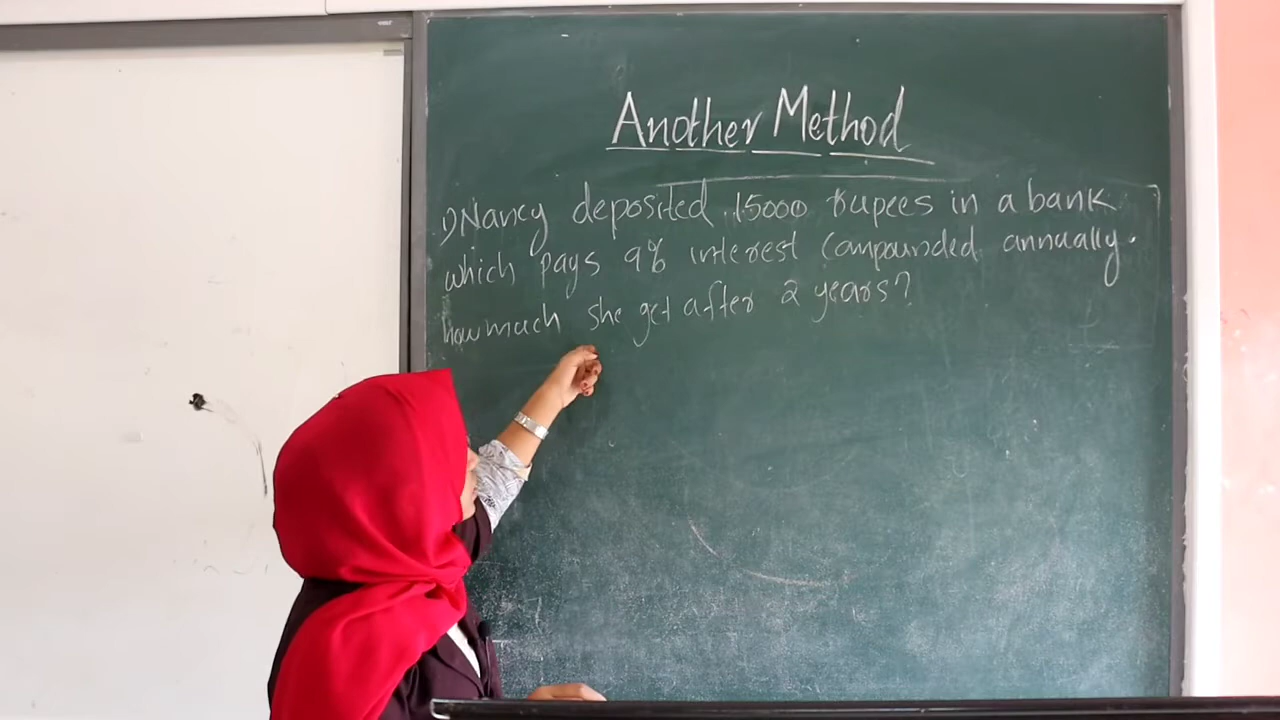 Another Method
1) Nancy deposited 15000 rupees in a bank
which pays 9% interest compounded annually.
how much she get after 2 years?